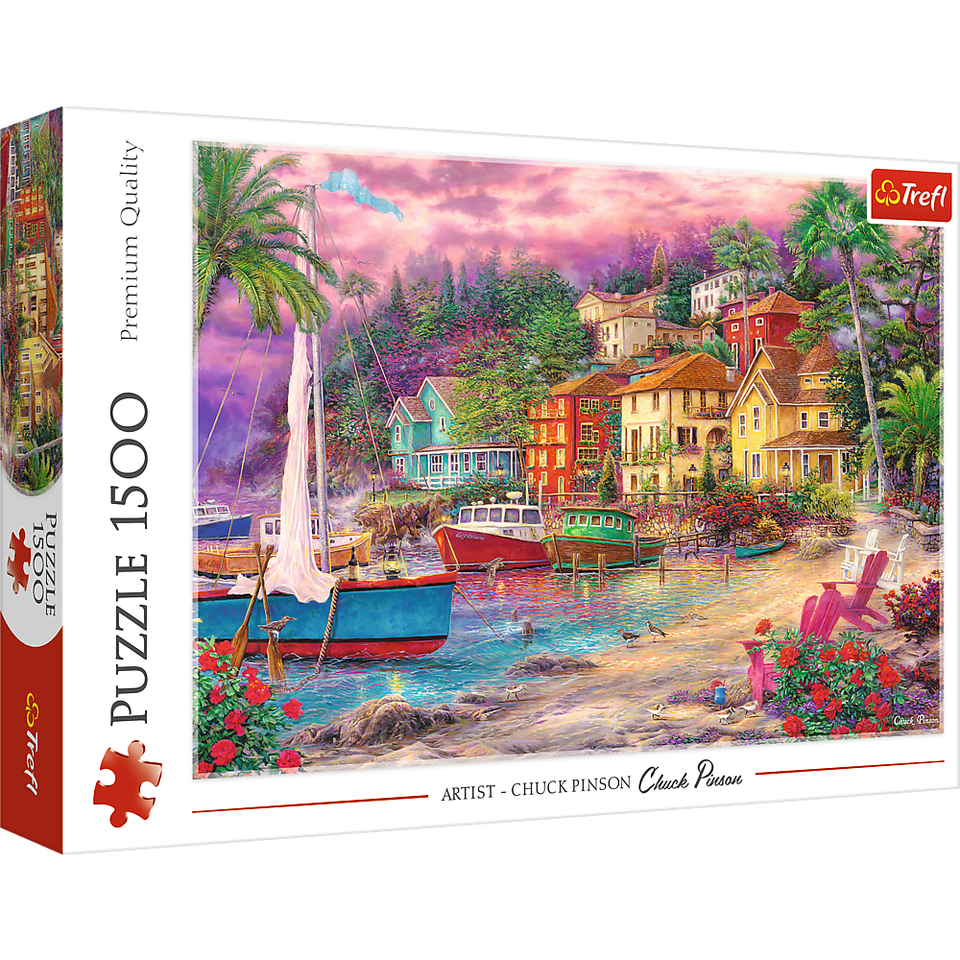 Premium Quality
PUZZLE 1500
Trefl
Chuck Pinson
ARTIST - CHUCK PINSON Chuck Pinson
PUZZLE
1500
Trefl